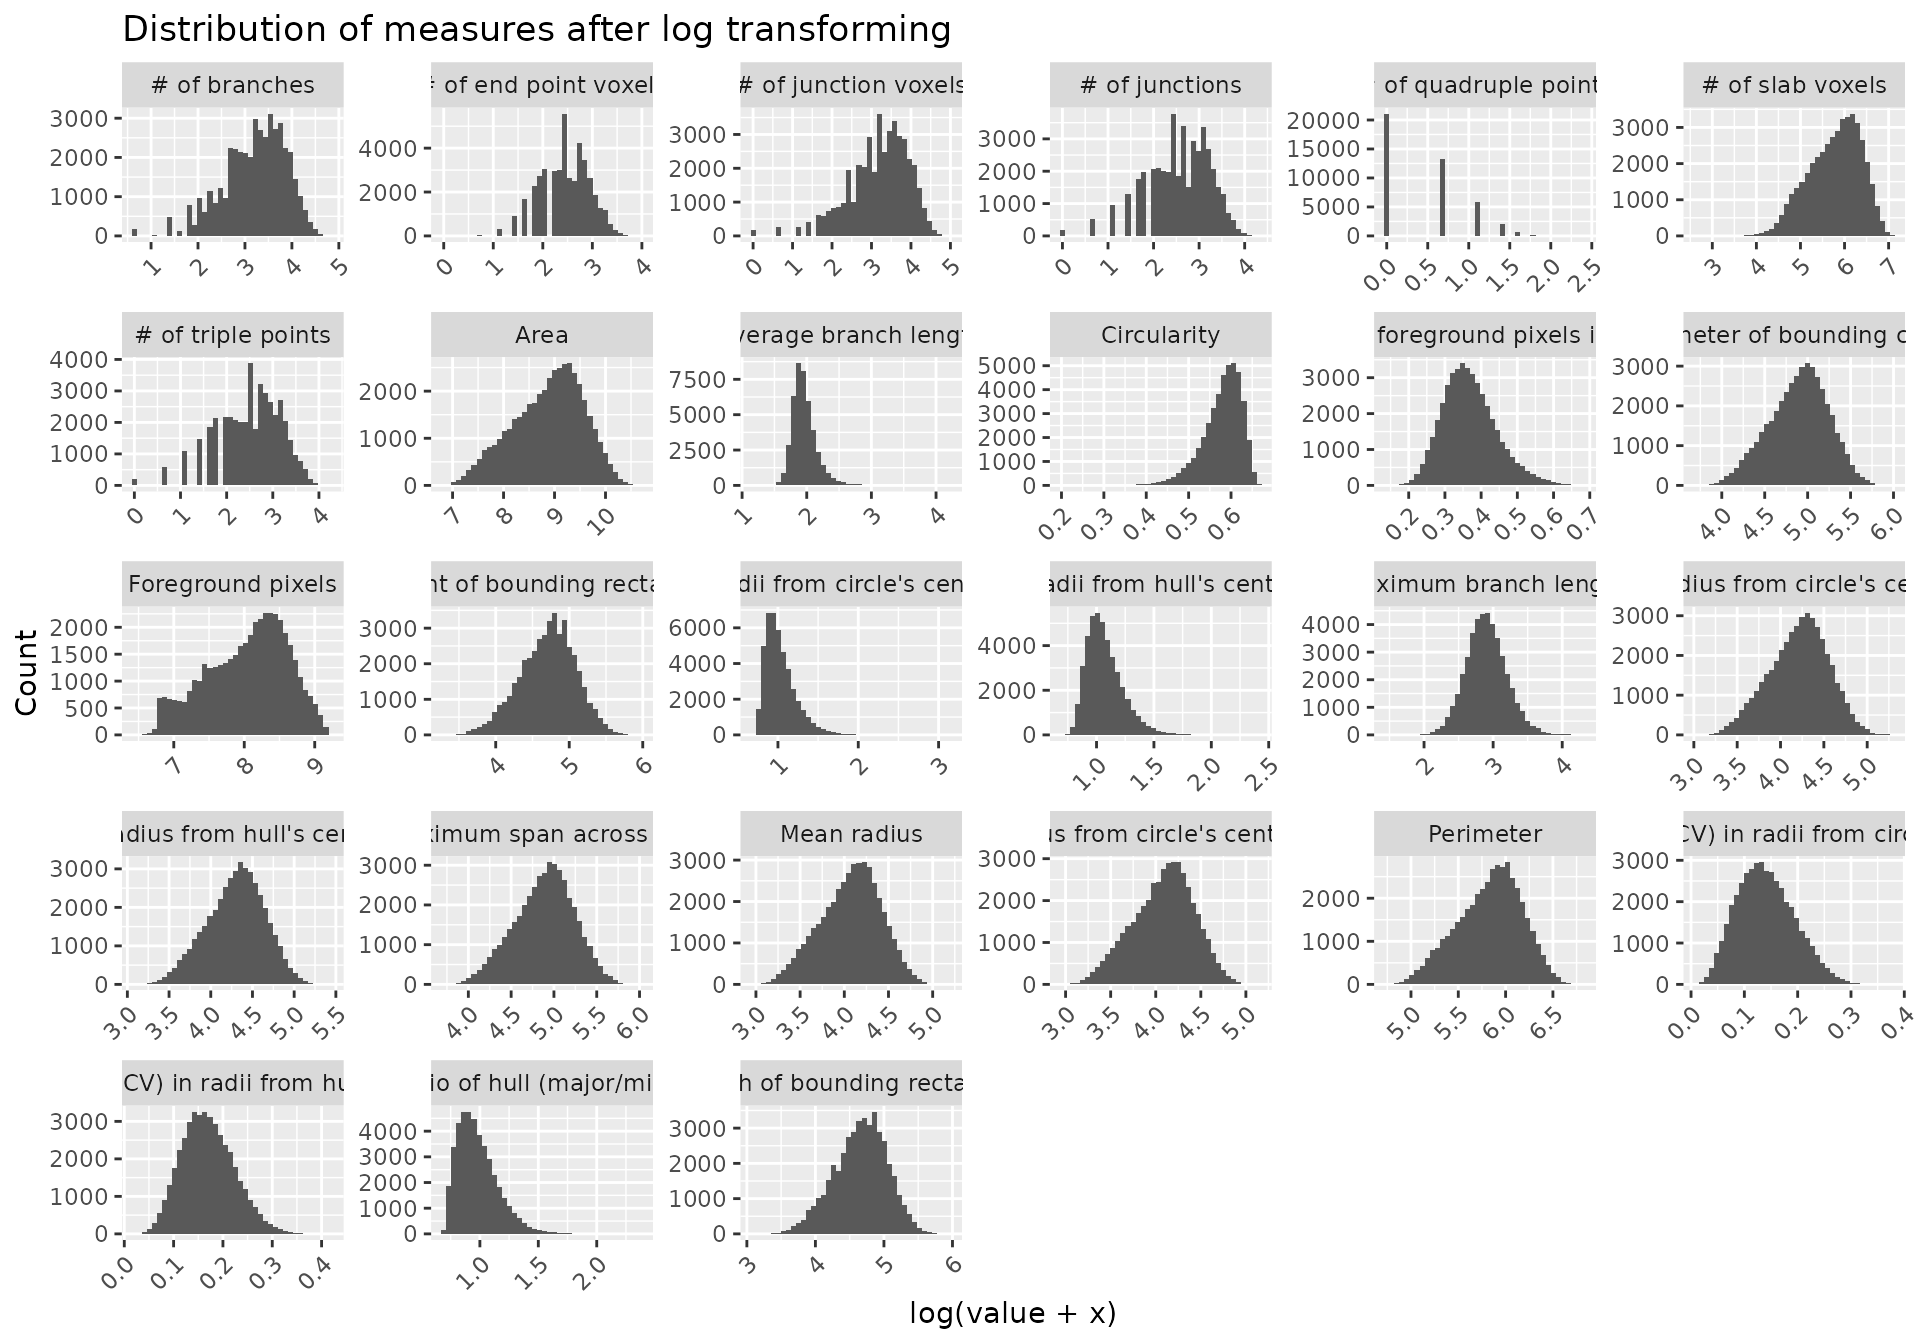 Distribution of measures after log transforming
# of branches
of end point voxel
# of junction voxels
# of junctions
of quadruple point
# of slab voxels
3000
2000
1000
0
1 2 3 4 5
4000
2000
0
0 1 2 3 4
3000
2000
1000
0
0 1 2 3 4 5
3000
2000
1000
0
0 1 2 3 4
20000
15000
10000
5000
0
0.0 0.5 1.0 1.5 2.0 2.5
3000
2000
1000
0
3 4 5 6 7
# of triple points
Area
verage branch lengt
Circularity
foreground pixels i
neter of bounding c
4000
3000
2000
1000
0
0 1 2 3 4
2000
1000
0
7 8 9 10
7500
5000
2500
0
1 2 3 4
5000
4000
3000
2000
1000
0
0.2 0.3 0.4 0.5 0.6
3000
2000
1000
0
0.2 0.3 0.4 0.5 0.6 0.7
3000
2000
1000
0
4.0 4.5 5.0 5.5 6.0
Foreground pixels
nt of bounding recta
dii from circle's cen
adii from hull's cent
ximum branch leng
dius from circle's ce
2000
1500
1000
500
0
7 8 9
3000
2000
1000
0
4 5 6
6000
4000
2000
0
1 2 3
4000
2000
0
1.0 1.5 2.0 2.5
4000
3000
2000
1000
0
2 3 4
3000
2000
1000
0
3.0 3.5 4.0 4.5 5.0
Count
adius from hull's cer
ximum span across
Mean radius
us from circle's cent
Perimeter
CV) in radii from circ
3000
2000
1000
0
3.0 3.5 4.0 4.5 5.0 5.5
3000
2000
1000
0
4.0 4.5 5.0 5.5 6.0
3000
2000
1000
0
3.0 3.5 4.0 4.5 5.0
3000
2000
1000
0
3.0 3.5 4.0 4.5 5.0
2000
1000
0
5.0 5.5 6.0 6.5
3000
2000
1000
0
0.0 0.1 0.2 0.3 0.4
CV) in radii from hu
io of hull (major/mi
h of bounding recta
3000
2000
1000
0
0.0 0.1 0.2 0.3 0.4
4000
3000
2000
1000
0
1.0 1.5 2.0
3000
2000
1000
0
3 4 5 6
log(value + x)